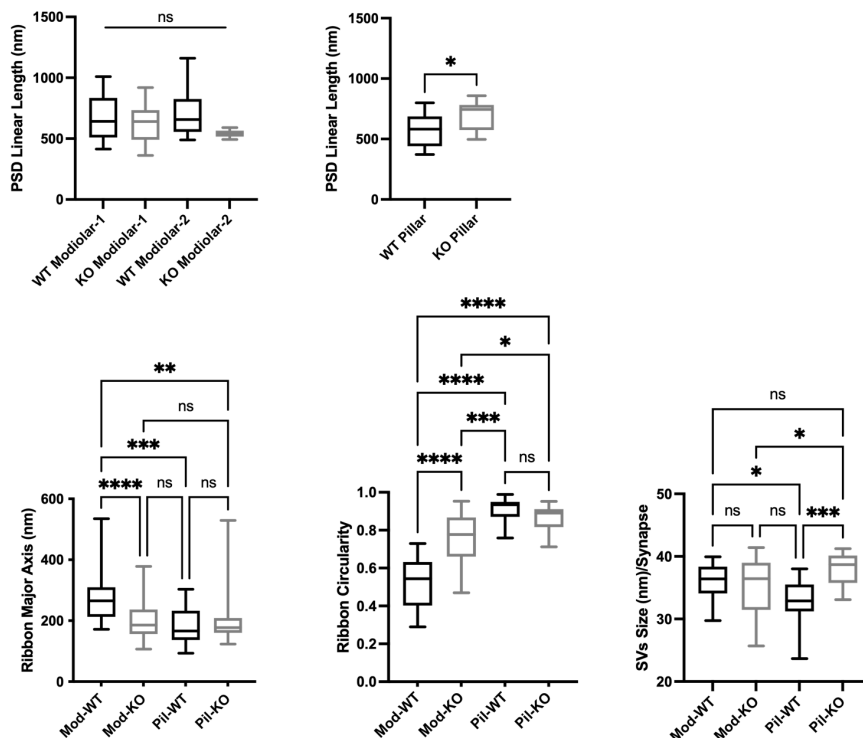 1500
1000
500
0
PSD Linear Length (nm)
ns
WT Modiolar-1
KO Modiolar-1
WT Modiolar-2
KO Modiolar-2
1500
1000
500
0
PSD Linear Length (nm)
*
WT Pillar
KO Pillar
600
400
200
0
Ribbon Major Axis (nm)
**
ns
***
**** ns ns
Mod-WT
Mod-KO
Pil-WT
Pil-KO
1.0
0.8
0.6
0.4
0.2
0.0
Ribbon Circularity
****
*
****
***
**** ns
Mod-WT
Mod-KO
Pil-WT
Pil-KO
50
40
30
20
SVs Size (nm)/Synapse
ns
*
*
ns ns ***
Mod-WT
Mod-KO
Pil-WT
Pil-KO